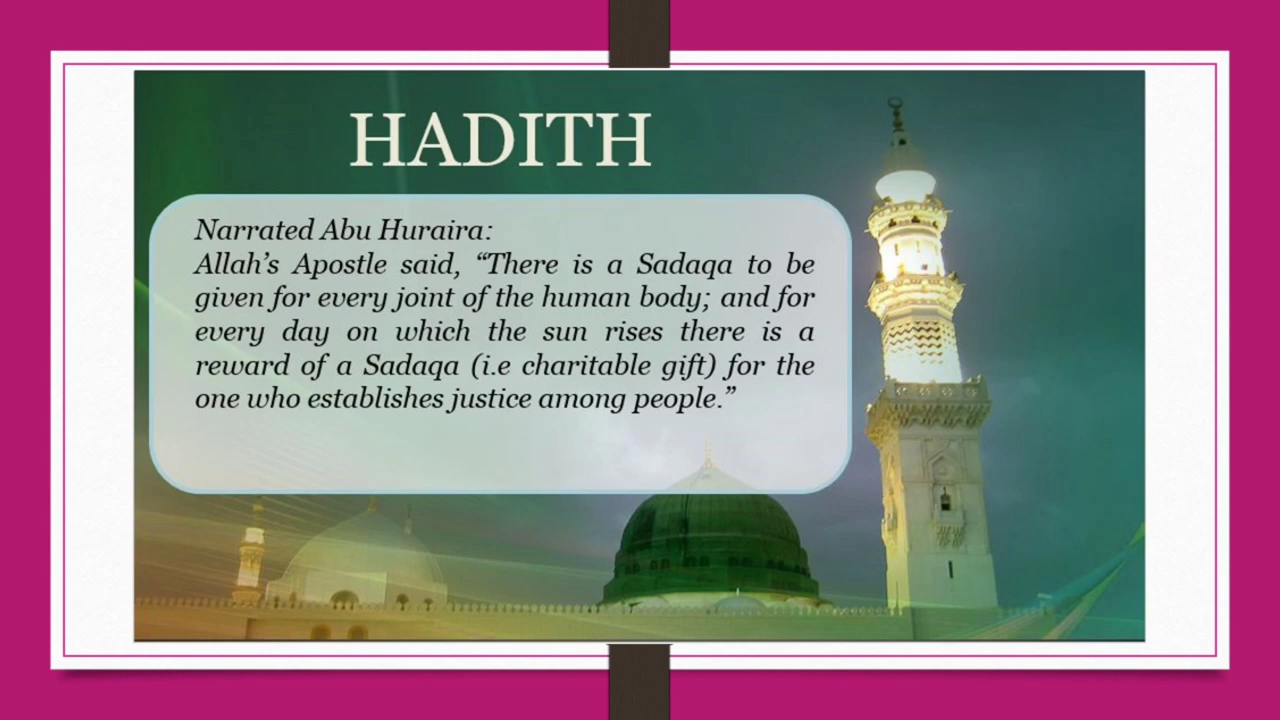 HADITH
Narrated Abu Huraira:
Allah’s Apostle said, “There is a Sadaqa to be
given for every joint of the human body; and for
every day on which the sun rises there is a
reward of a Sadaqa (i.e charitable gift) for the
one who establishes justice among people.”